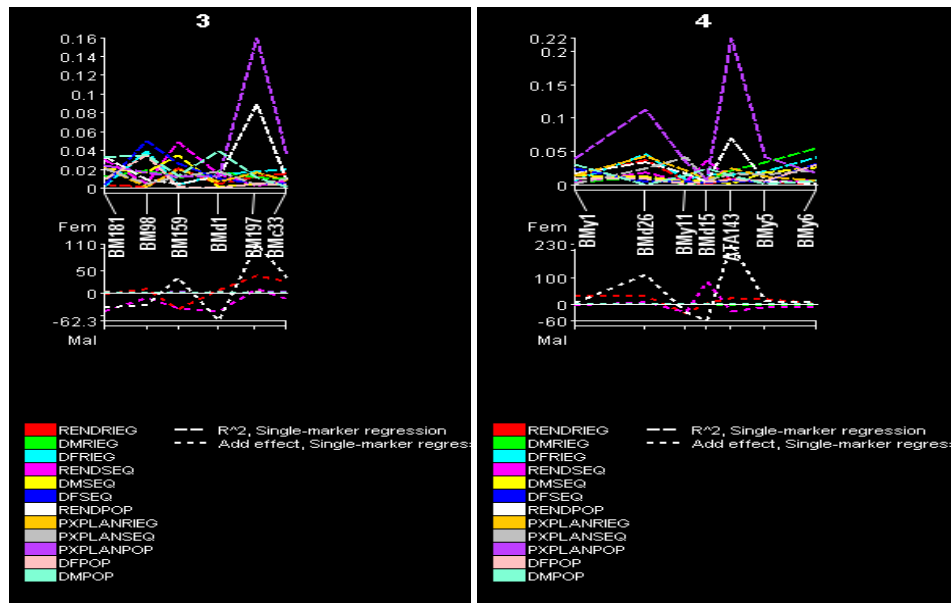 3
0.16
0.14
0.12
0.1
0.08
0.06
0.04
0.02
0
BM181
BM98
BM159
BMd1
BM197
BMc33
Fem
110
50
0
-62.3
Mal
RENDRIEG
DMRIEG
DFRIEG
RENDSEQ
DMSEQ
DFSEQ
RENDPOP
PXPLANRIEG
PXPLANSEQ
PXPLANPOP
DFPOP
DMPOP
R^2, Single-marker regression
Add effect, Single-marker regress
4
0.22
0.2
0.15
0.1
0.05
0
BMy1
BMd26
BMy11
BMd15
ATA143
BMy5
BMy6
Fem
230
100
0
-60
Mal
RENDRIEG
DMRIEG
DFRIEG
RENDSEQ
DMSEQ
DFSEQ
RENDPOP
PXPLANRIEG
PXPLANSEQ
PXPLANPOP
DFPOP
DMPOP
R^2, Single-marker regression
Add effect, Single-marker regress